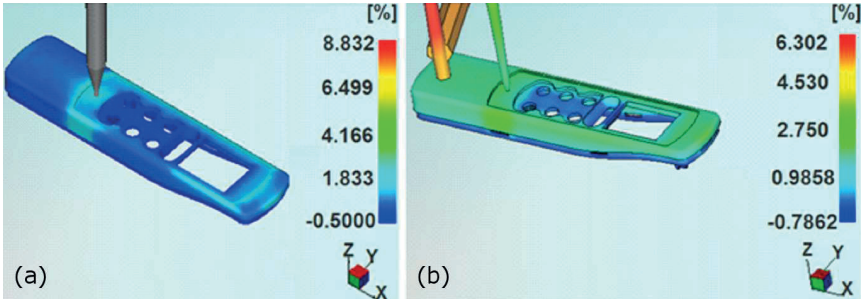 [%]
8.832
6.499
4.166
1.833
-0.5000
Z
Y
X
(a)
[%]
6.302
4.530
2.750
0.9858
-0.7862
Z
Y
X
(b)